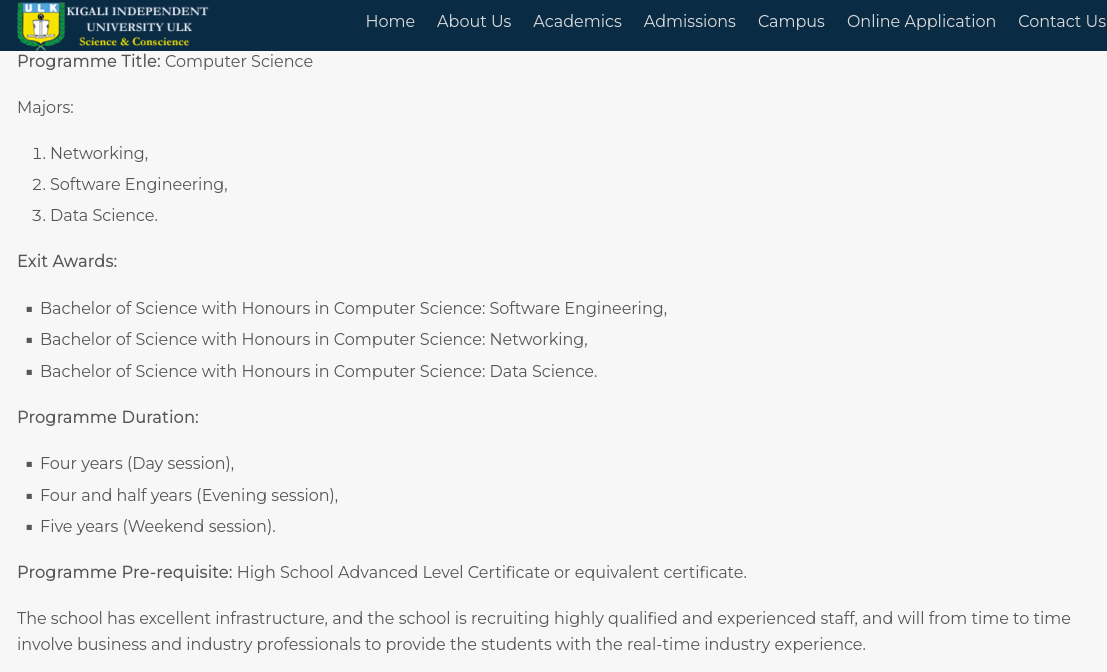 ULK
KIGALI INDEPENDENT
UNIVERSITY ULK
Science & Conscience
Home About Us Academics Admissions Campus Online Application Contact Us
Programme Title: Computer Science
Majors:
1. Networking,
2. Software Engineering,
3. Data Science.
Exit Awards:
▪ Bachelor of Science with Honours in Computer Science: Software Engineering,
▪ Bachelor of Science with Honours in Computer Science: Networking,
▪ Bachelor of Science with Honours in Computer Science: Data Science.
Programme Duration:
▪ Four years (Day session),
▪ Four and half years (Evening session),
▪ Five years (Weekend session).
Programme Pre-requisite: High School Advanced Level Certificate or equivalent certificate.
The school has excellent infrastructure, and the school is recruiting highly qualified and experienced staff, and will from time to time
involve business and industry professionals to provide the students with the real-time industry experience.